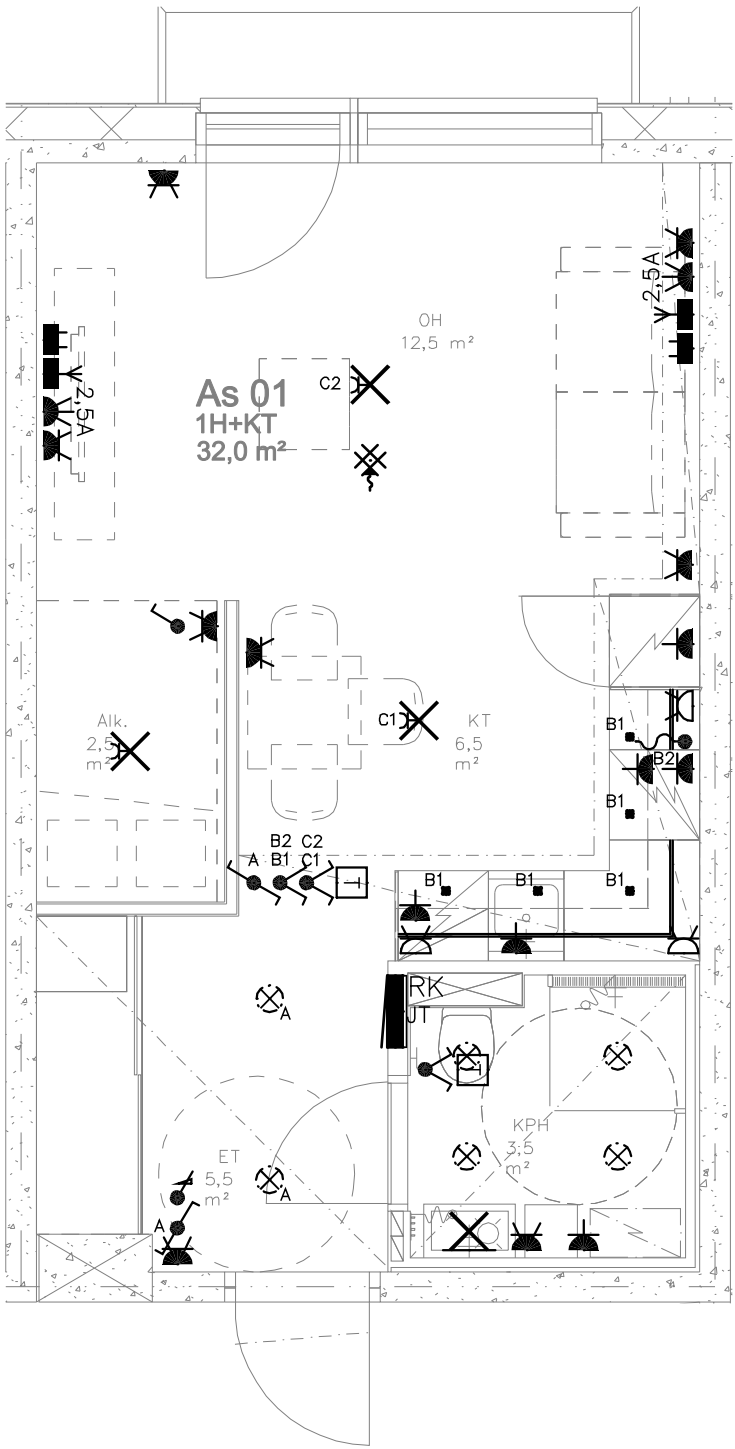 2,5A
OH
12,5 m²
C2
As 01
1H+KT
32,0 m²
2,5A
C1
KT
6,5
m²
Alk.
2,5
m²
B1
B2
B1
B2 C2
A B1 C1
T
B1
B1
B1
RK
JT
A
T
KPH
3,5
m²
ET
5,5
m²
A
A